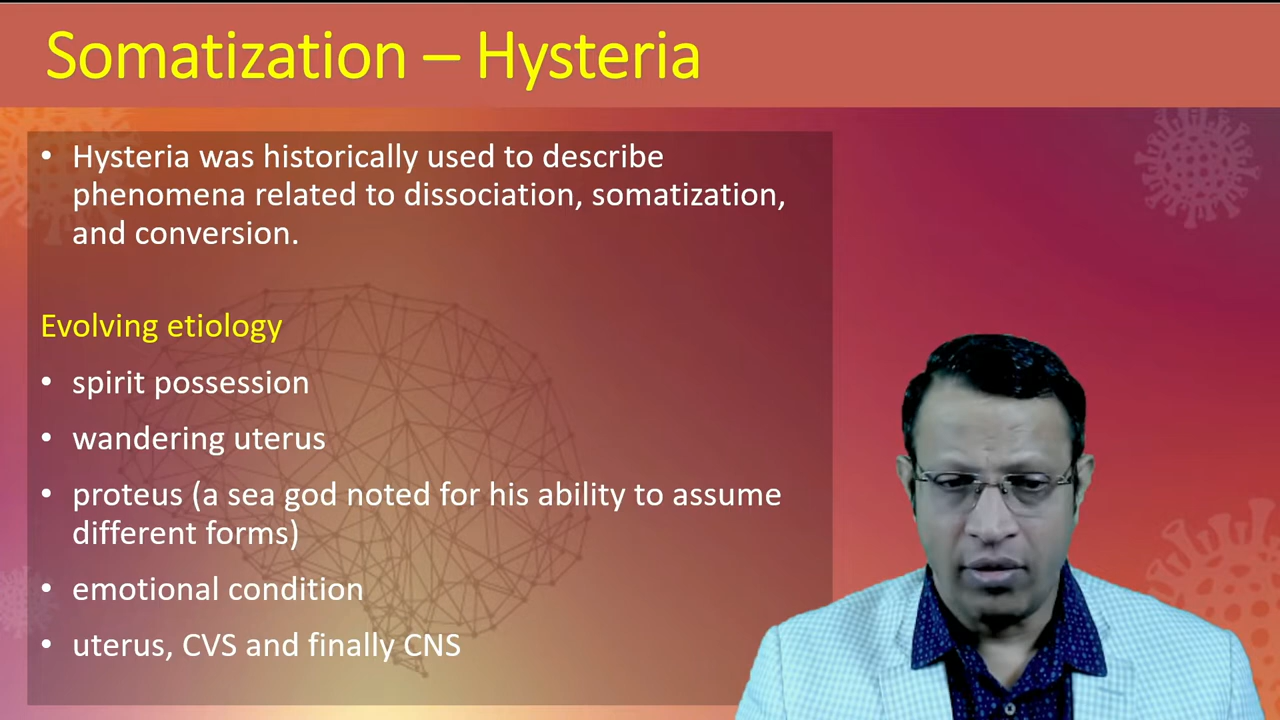 Somatization – Hysteria
• Hysteria was historically used to describe
phenomena related to dissociation, somatization,
and conversion.
Evolving etiology
• spirit possession
• wandering uterus
• proteus (a sea god noted for his ability to assume
different forms)
• emotional condition
• uterus, CVS and finally CNS